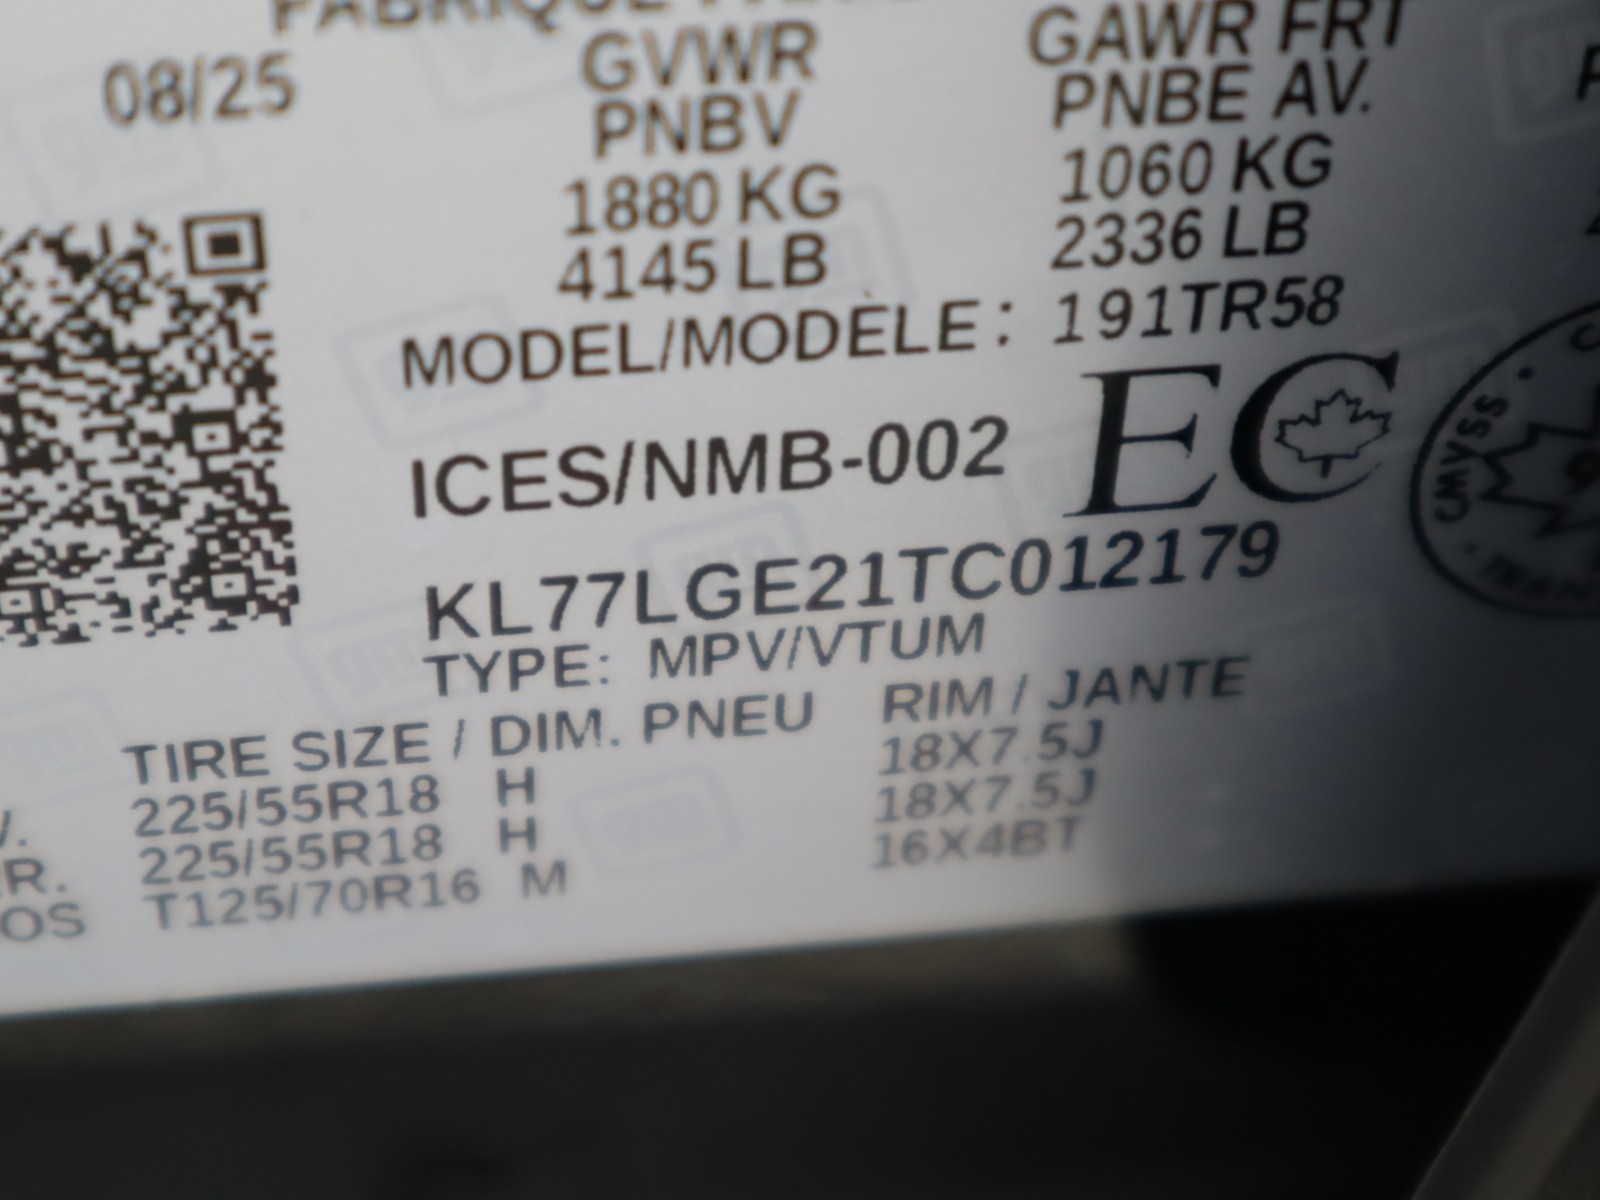 08/25
GVWR
PNBV
1880 KG
4145 LB
GAWR FRT
PNBE AV.
1060 KG
2336 LB
MODEL/MODÈLE: 191TR58
ICES/NMB-002
EC
CMVSS
KL77LGE21TC012179
TYPE: MPV/VTUM
TIRE SIZE / DIM. PNEU
RIM / JANTE
225/55R18 H 18X7.5J
225/55R18 H 18X7.5J
T125/70R16 M 16X4BT